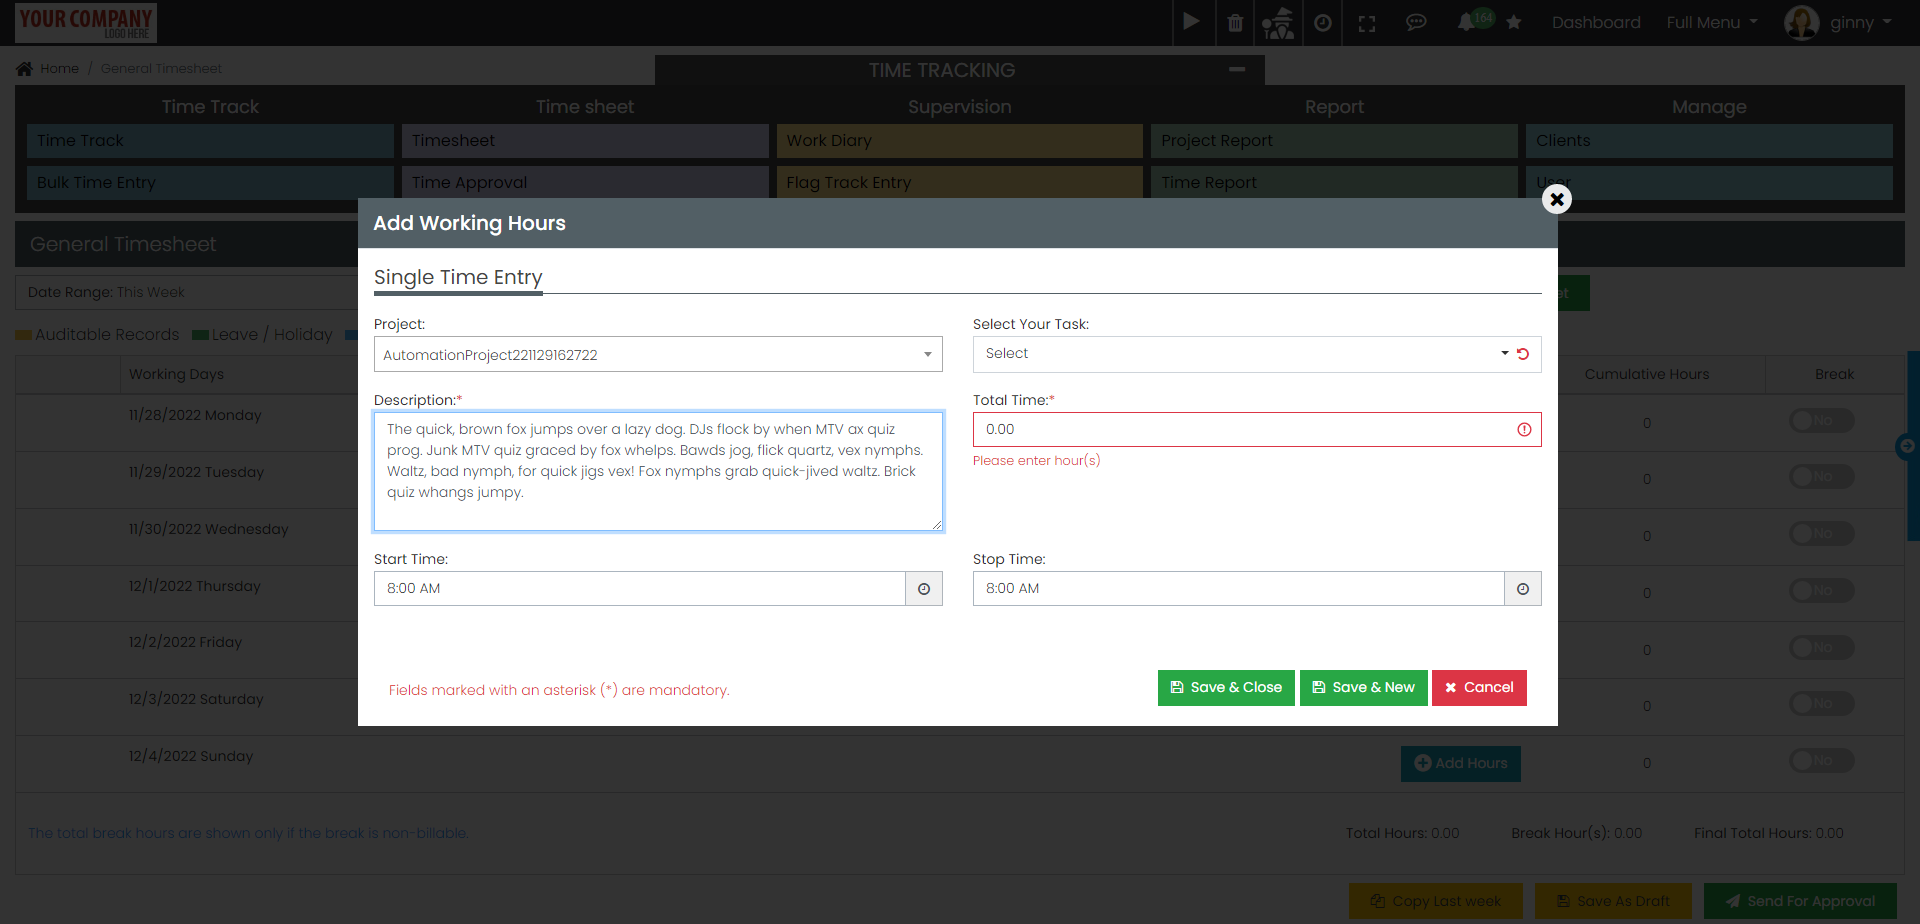 YOUR COMPANY
LOGO HERE
164
Dashboard
Full Menu
ginny
Home / General Timesheet
TIME TRACKING
Time Track
Time sheet
Supervision
Report
Manage
Time Track
Timesheet
Work Diary
Project Report
Clients
Bulk Time Entry
Time Approval
Flag Track Entry
Time Report
User
Add Working Hours
General Timesheet
Single Time Entry
Date Range: This Week
Auditable Records
Leave / Holiday
Project:
AutomationProject221129162722
Select Your Task:
Select
Working Days
Cumulative Hours
Break
Description:*
The quick, brown fox jumps over a lazy dog. DJs flock by when MTV ax quiz
prog. Junk MTV quiz graced by fox whelps. Bawds jog, flick quartz, vex nymphs.
Waltz, bad nymph, for quick jigs vex! Fox nymphs grab quick-jived waltz. Brick
quiz whangs jumpy.
Total Time:*
0.00
Please enter hour(s)
11/28/2022 Monday
0
No
11/29/2022 Tuesday
0
No
11/30/2022 Wednesday
0
No
Start Time:
8:00 AM
Stop Time:
8:00 AM
12/1/2022 Thursday
0
No
12/2/2022 Friday
0
No
12/3/2022 Saturday
0
No
Fields marked with an asterisk (*) are mandatory.
Save & Close
Save & New
Cancel
12/4/2022 Sunday
Add Hours
0
No
The total break hours are shown only if the break is non-billable.
Total Hours: 0.00
Break Hour(s): 0.00
Final Total Hours: 0.00
Copy Last week
Save As Draft
Send For Approval